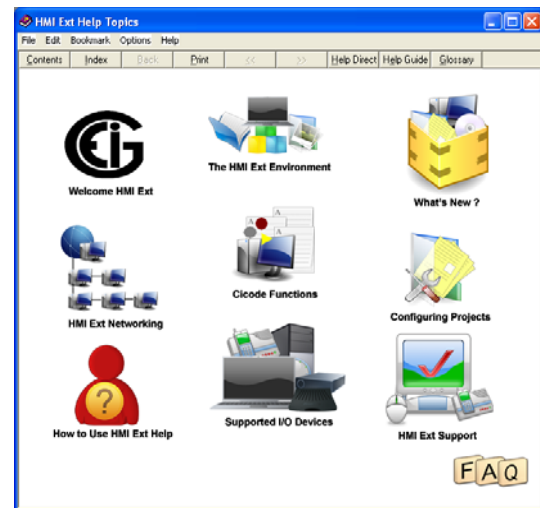 HMI Ext Help Topics
File Edit Bookmark Options Help
Contents Index Back Print << >> Help Direct Help Guide Glossary
Welcome HMI Ext
The HMI Ext Environment
What's New ?
HMI Ext Networking
Cicode Functions
Configuring Projects
How to Use HMI Ext Help
Supported I/O Devices
HMI Ext Support
FAQ